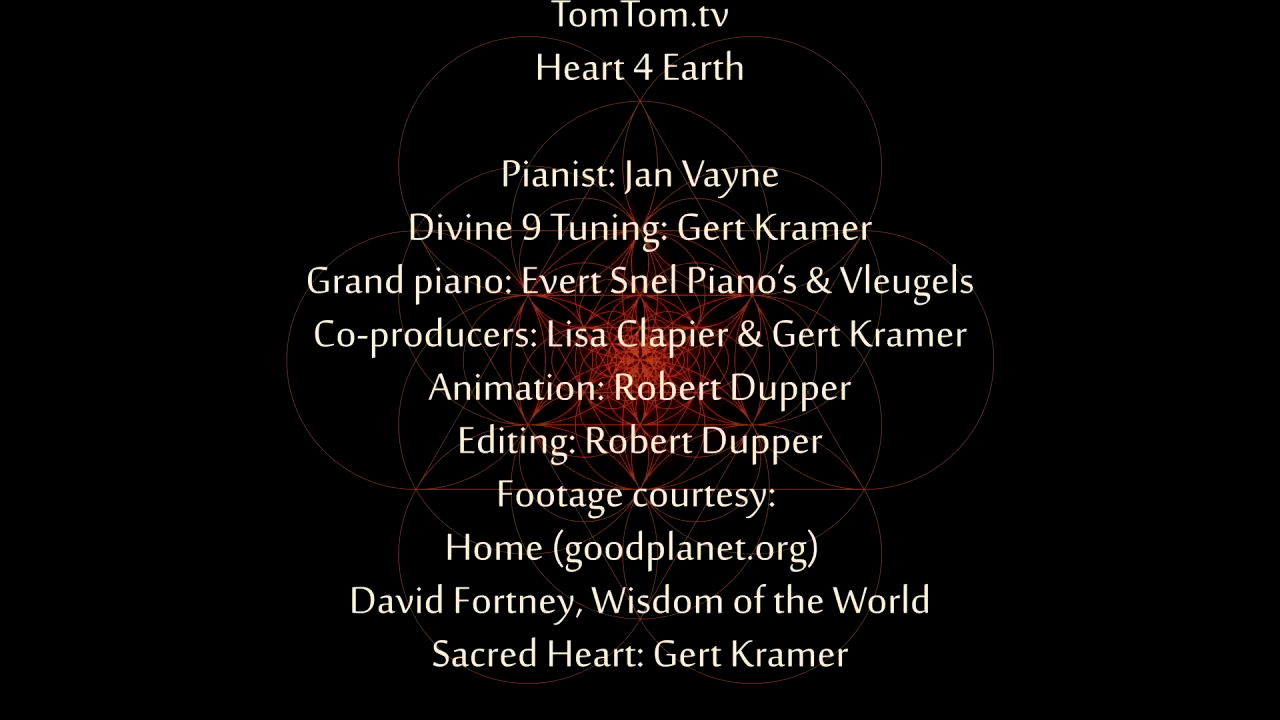 TomTom.tv
Heart 4 Earth
Pianist: Jan Vayne
Divine 9 Tuning: Gert Kramer
Grand piano: Evert Snel Piano’s & Vleugels
Co-producers: Lisa Clapier & Gert Kramer
Animation: Robert Dupper
Editing: Robert Dupper
Footage courtesy:
Home (goodplanet.org)
David Fortney, Wisdom of the World
Sacred Heart: Gert Kramer